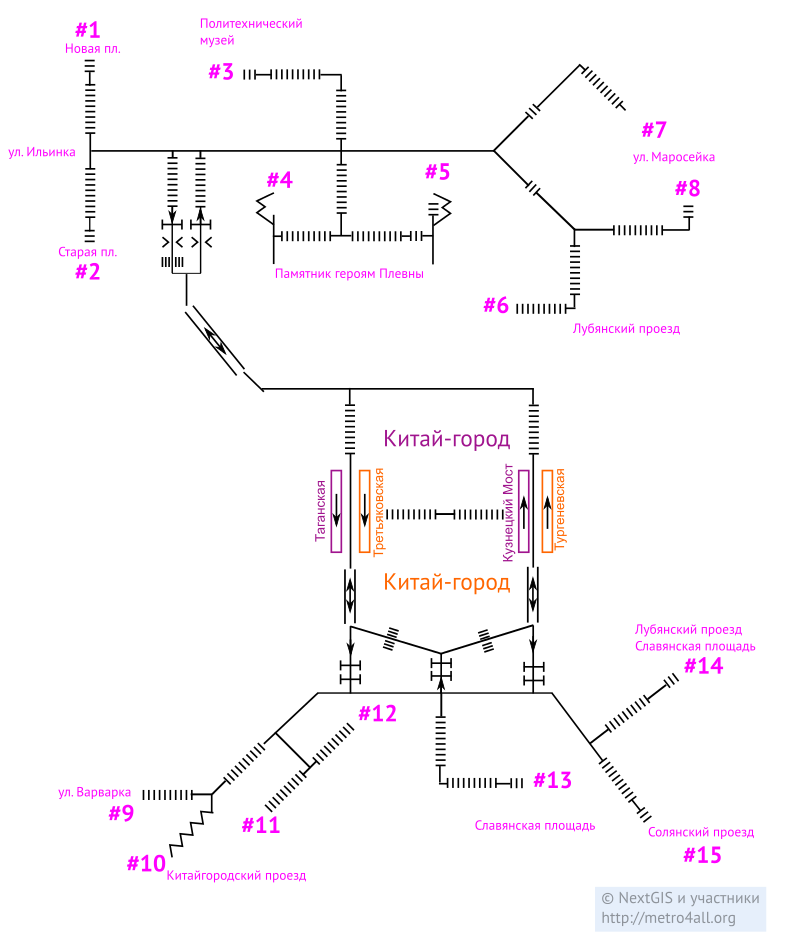 #1
Новая пл.
Политехнический
музей
#3
#7
ул. Маросейка
ул. Ильинка
#4
#5
#8
Старая пл.
#2
Памятник героям Плевны
#6
Лубянский проезд
Китай-город
Таганская
Третьяковская
Кузнецкий Мост
Тургеневская
Китай-город
Лубянский проезд
Славянская площадь
#14
#12
ул. Варварка
#9
#11
#13
Славянская площадь
#10
Китайгородский проезд
Солянский проезд
#15
© NextGIS и участники
http://metro4all.org